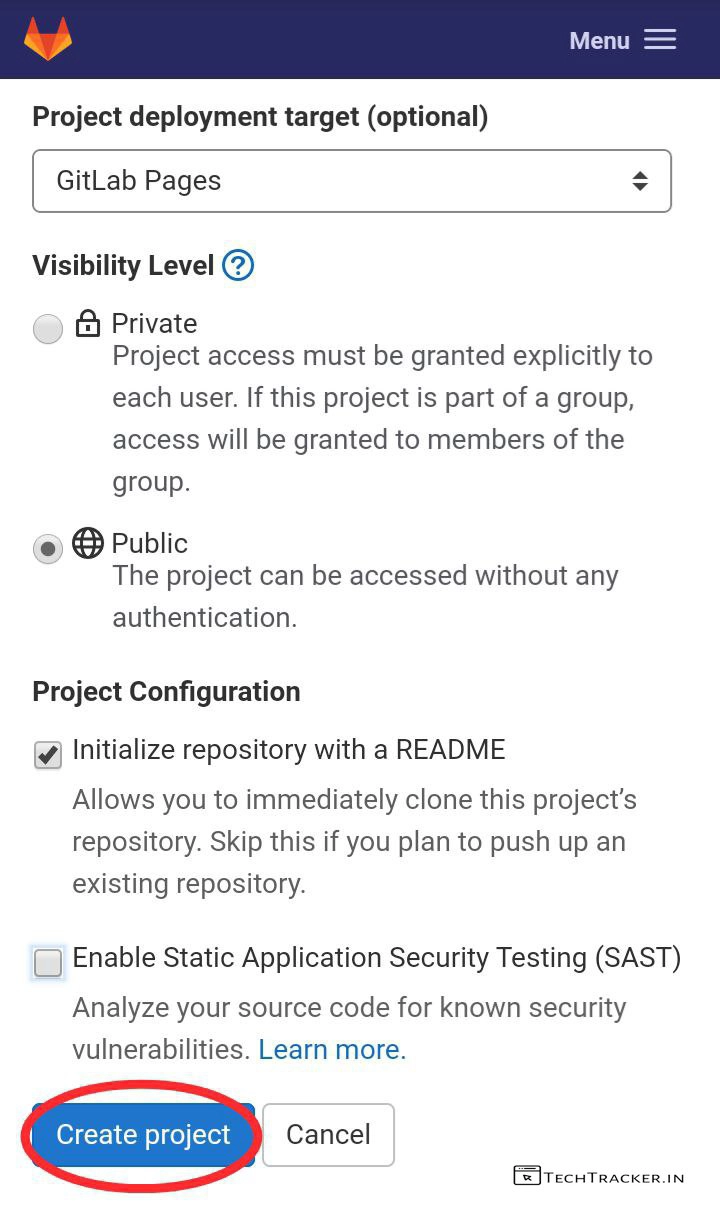 Menu
Project deployment target (optional)
GitLab Pages
Visibility Level ?
Private
Project access must be granted explicitly to
each user. If this project is part of a group,
access will be granted to members of the
group.
Public
The project can be accessed without any
authentication.
Project Configuration
Initialize repository with a README
Allows you to immediately clone this project’s
repository. Skip this if you plan to push up an
existing repository.
Enable Static Application Security Testing (SAST)
Analyze your source code for known security
vulnerabilities. Learn more.
Create project Cancel
TECHTRACKER.IN